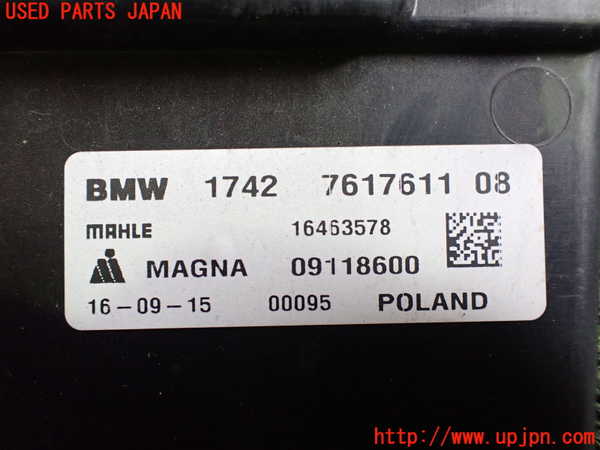 USED PARTS JAPAN
BMW 1742 7617611 08
MAHLE 16463578
MAGNA 09118600
16-09-15 00095 POLAND
http://www.upjpn.com/